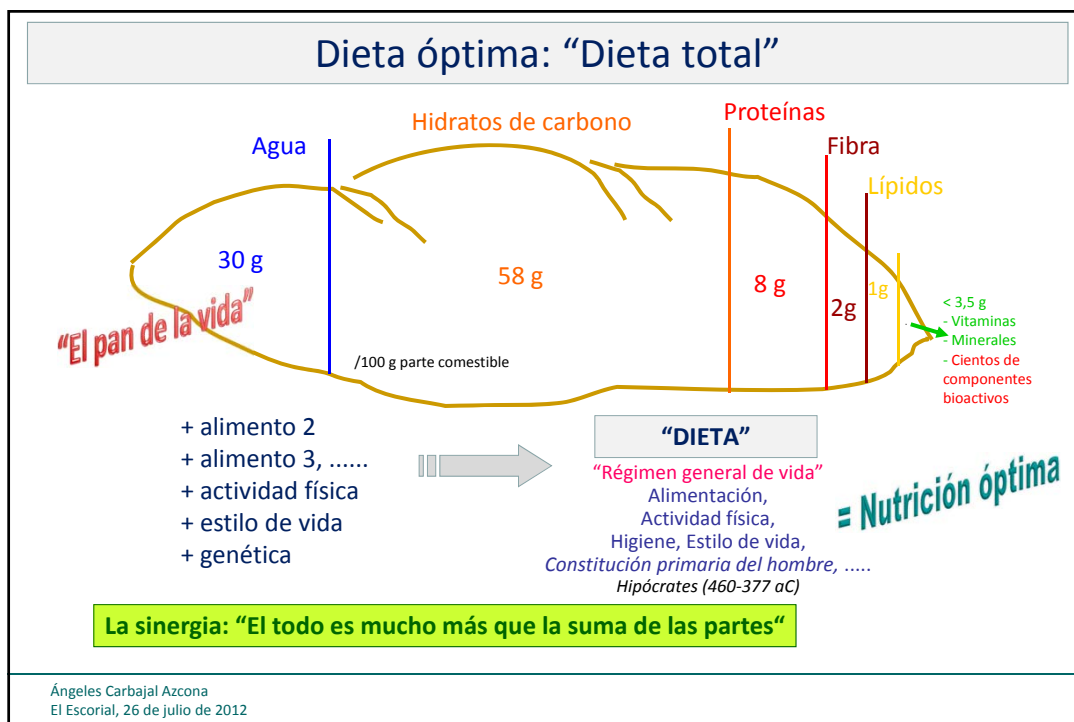 Dieta óptima: “Dieta total”
Agua
Hidratos de carbono
Proteínas
Fibra
Lípidos
30 g
58 g
8 g
2g
1g
“El pan de la vida”
/100 g parte comestible
< 3,5 g
- Vitaminas
- Minerales
- Cientos de
componentes
bioactivos
+ alimento 2
+ alimento 3, ......
+ actividad física
+ estilo de vida
+ genética
“DIETA”
“Régimen general de vida”
Alimentación,
Actividad física,
Higiene, Estilo de vida,
Constitución primaria del hombre, .....
Hipócrates (460-377 aC)
= Nutrición óptima
La sinergia: “El todo es mucho más que la suma de las partes“
Ángeles Carbajal Azcona
El Escorial, 26 de julio de 2012